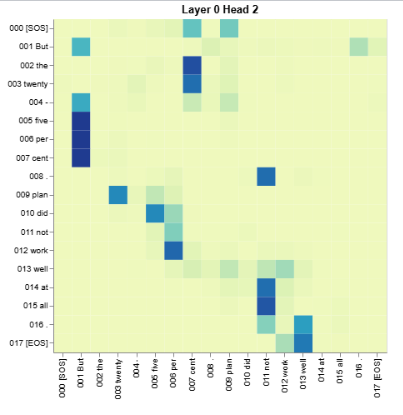 Layer 0 Head 2
000 [SOS]
001 But
002 the
003 twenty
004 -
005 five
006 per
007 cent
008 .
009 plan
010 did
011 not
012 work
013 well
014 at
015 all
016 .
017 [EOS]
000 [SOS]
001 But
002 the
003 twenty
004 -
005 five
006 per
007 cent
008 -
009 plan
010 did
011 not
012 work
013 well
014 at
015 all
016 -
017 [EOS]